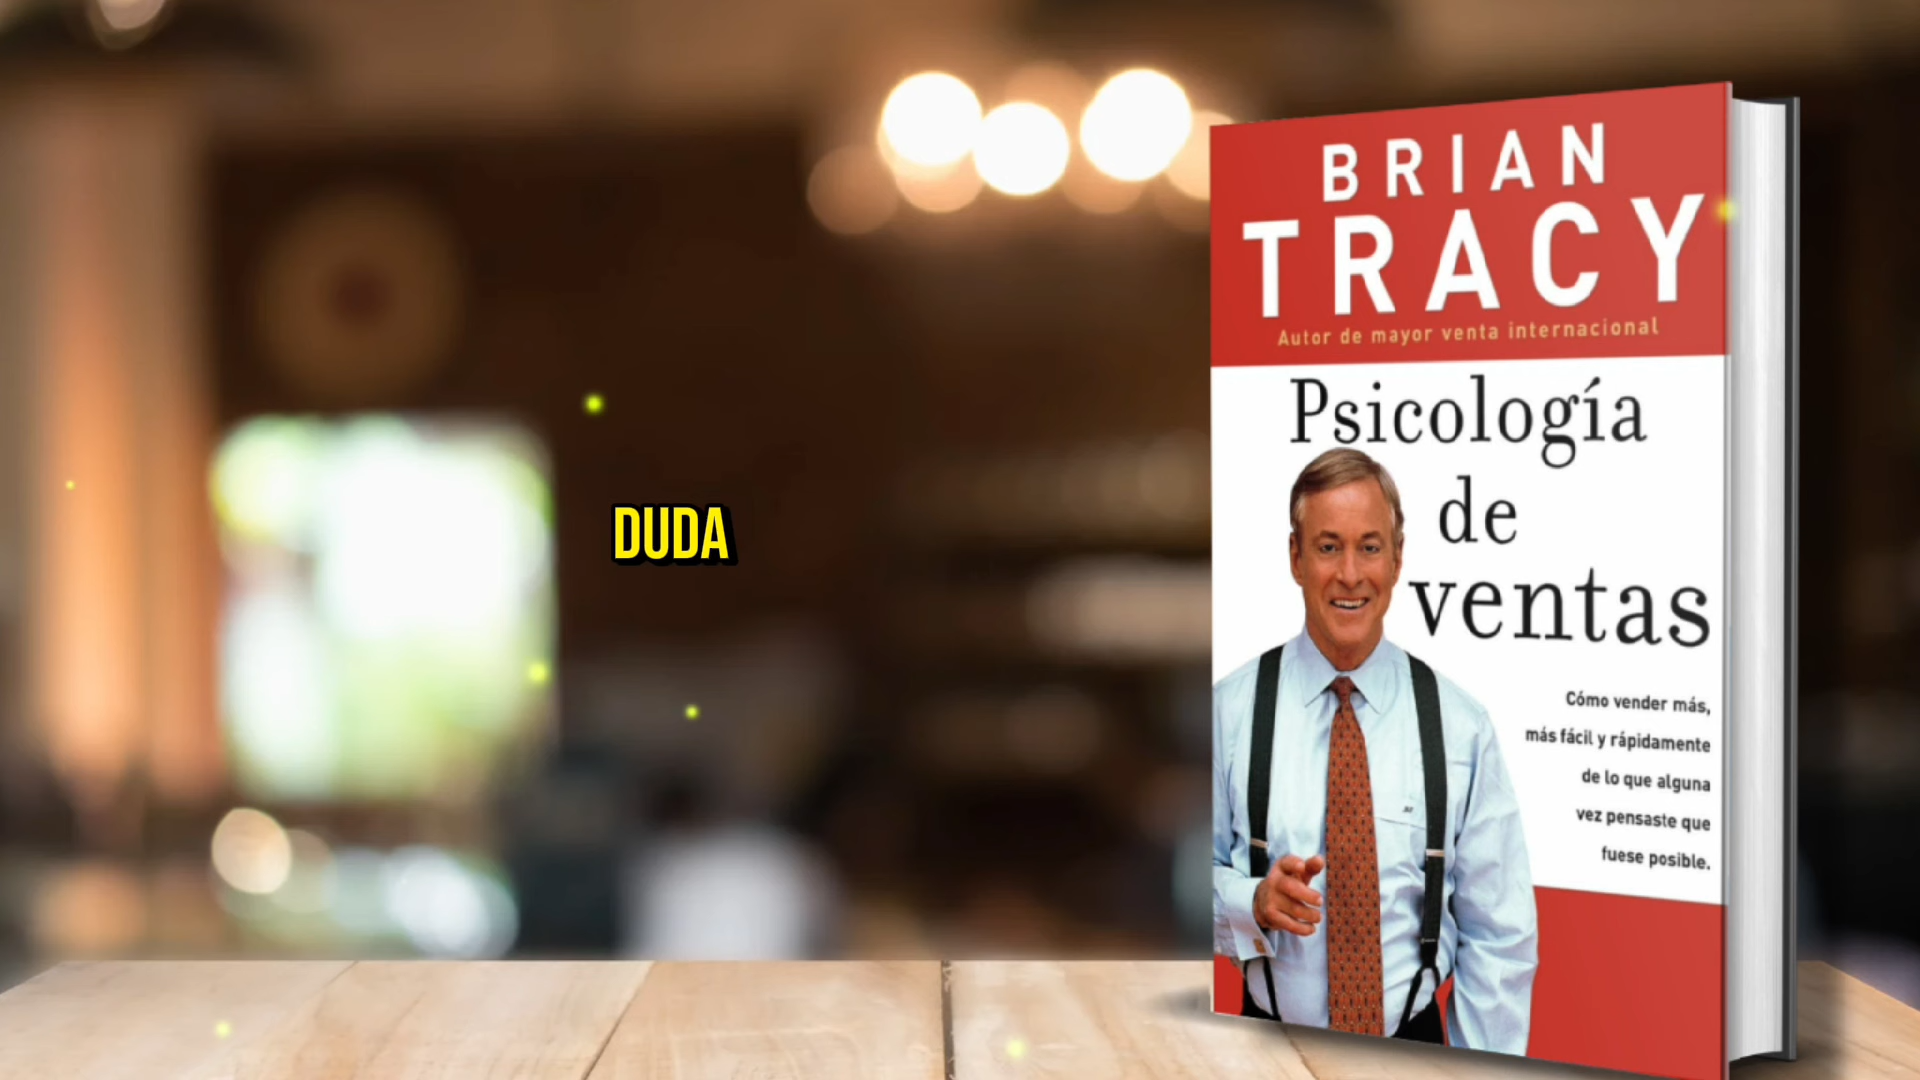 DUDA
BRIAN
TRACY
Autor de mayor venta internacional
Psicología
de
ventas
Cómo vender más,
más fácil y rápidamente
de lo que alguna
vez pensaste que
fuese posible.